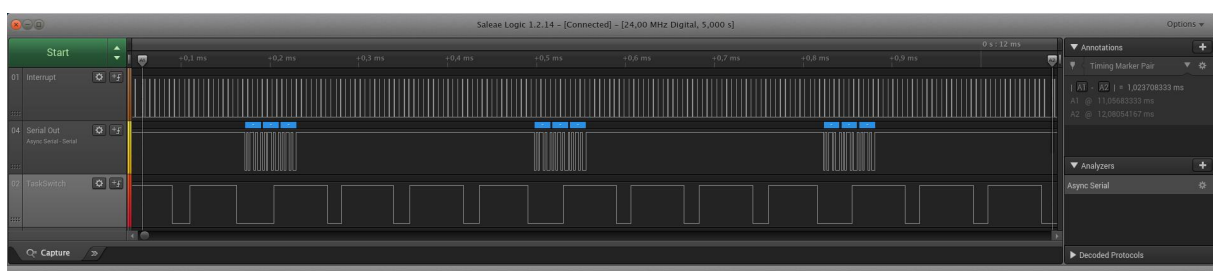 Saleae Logic 1.2.14 – [Connected] – [24,00 MHz Digital, 5,000 s]
Options
Start
0 s : 12 ms
+0,1 ms
+0,2 ms
+0,3 ms
+0,4 ms
+0,5 ms
+0,6 ms
+0,7 ms
+0,8 ms
+0,9 ms
01 Interrupt
04 Serial Out
Async Serial - Serial
02 TaskSwitch
Capture
Annotations
Timing Marker Pair
| A1 - A2 | = 1,023708333 ms
A1 @ 11,05683333 ms
A2 @ 12,08054167 ms
Analyzers
Async Serial
Decoded Protocols